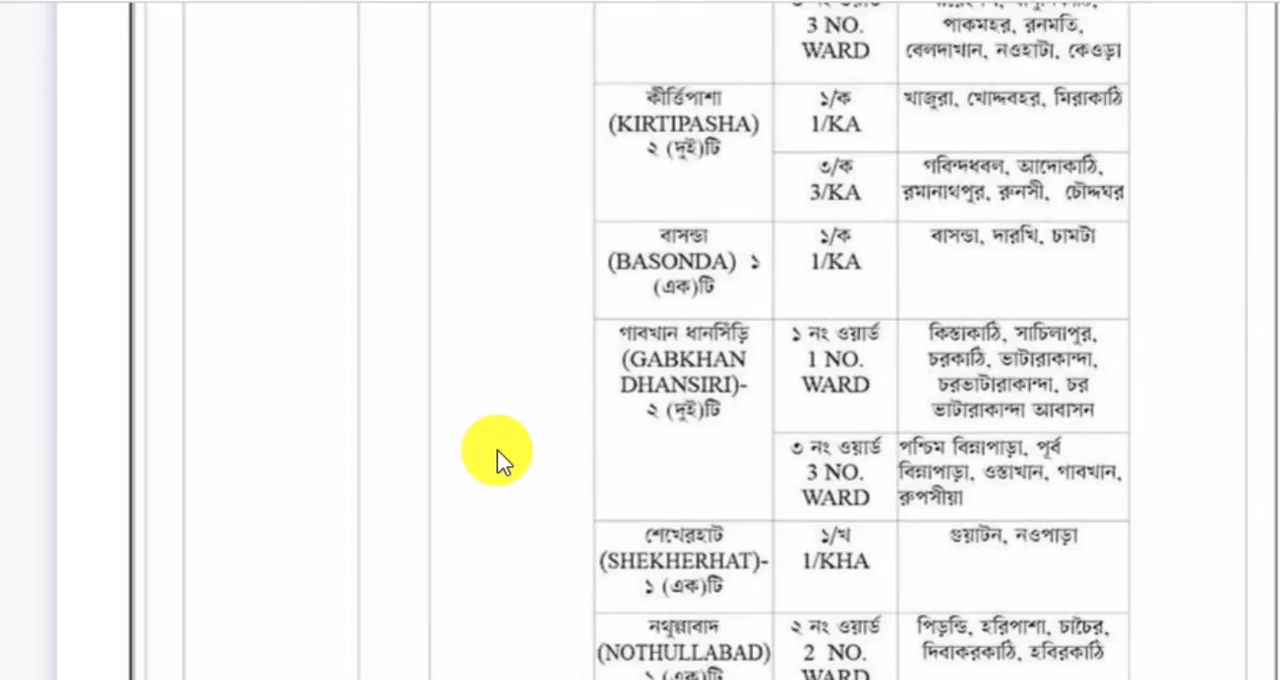 3 NO.
WARD
পাকমহর, রনমতি,
বেলদাখান, নওহাটা, কেওড়া
কীর্ত্তিপাশা
(KIRTIPASHA)
২ (দুই)টি
১/ক
1/KA
খাজুরা, খোদ্দবহর, মিরাকাঠি
৩/ক
3/KA
গবিন্দধবল, আদোকাঠি,
রমানাথপুর, রুনসী, চৌদ্দঘর
বাসন্ডা
(BASONDA) ১
(এক)টি
১/ক
1/KA
বাসন্ডা, দারখি, চামটা
গাবখান ধানসিঁড়ি
(GABKHAN
DHANSIRI)-
২ (দুই)টি
১ নং ওয়ার্ড
1 NO.
WARD
কিস্তাকাঠি, সাচিলাপুর,
চরকাঠি, ভাটারাকান্দা,
চরভাটারাকান্দা, চর
ভাটারাকান্দা আবাসন
৩ নং ওয়ার্ড
3 NO.
WARD
পশ্চিম বিন্নাপাড়া, পূর্ব
বিন্নাপাড়া, ওস্তাখান, গাবখান,
রুপসীয়া
শেখেরহাট
(SHEKHERHAT)-
১ (এক)টি
১/খ
1/KHA
গুয়াটন, নওপাড়া
নথুল্লাবাদ
(NOTHULLABAD)
১ (এক)টি
২ নং ওয়ার্ড
2 NO.
WARD
পিড়ন্ডি, হরিপাশা, চাচৈর,
দিবাকরকাঠি, হবিরকাঠি